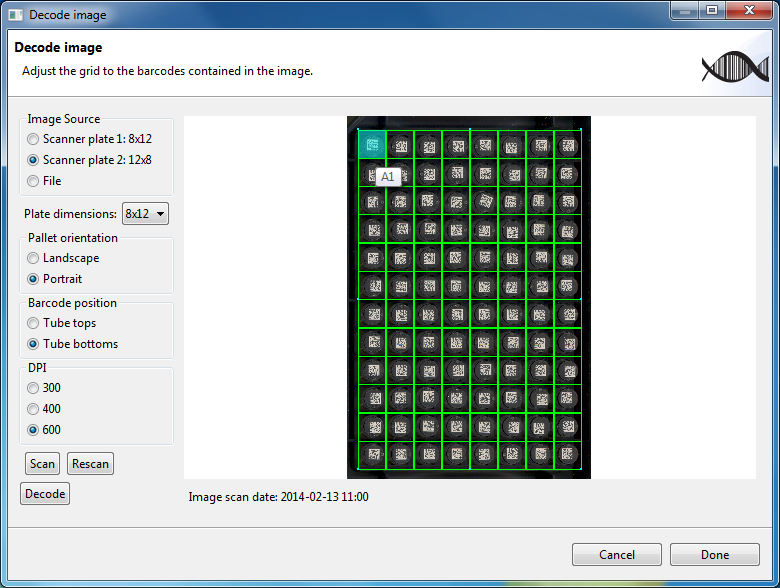 Decode image
Decode image
Adjust the grid to the barcodes contained in the image.
Image Source
Scanner plate 1: 8x12
Scanner plate 2: 12x8
File
Plate dimensions: 8x12
Pallet orientation
Landscape
Portrait
Barcode position
Tube tops
Tube bottoms
DPI
300
400
600
Scan Rescan
Decode
A1
Image scan date: 2014-02-13 11:00
Cancel Done